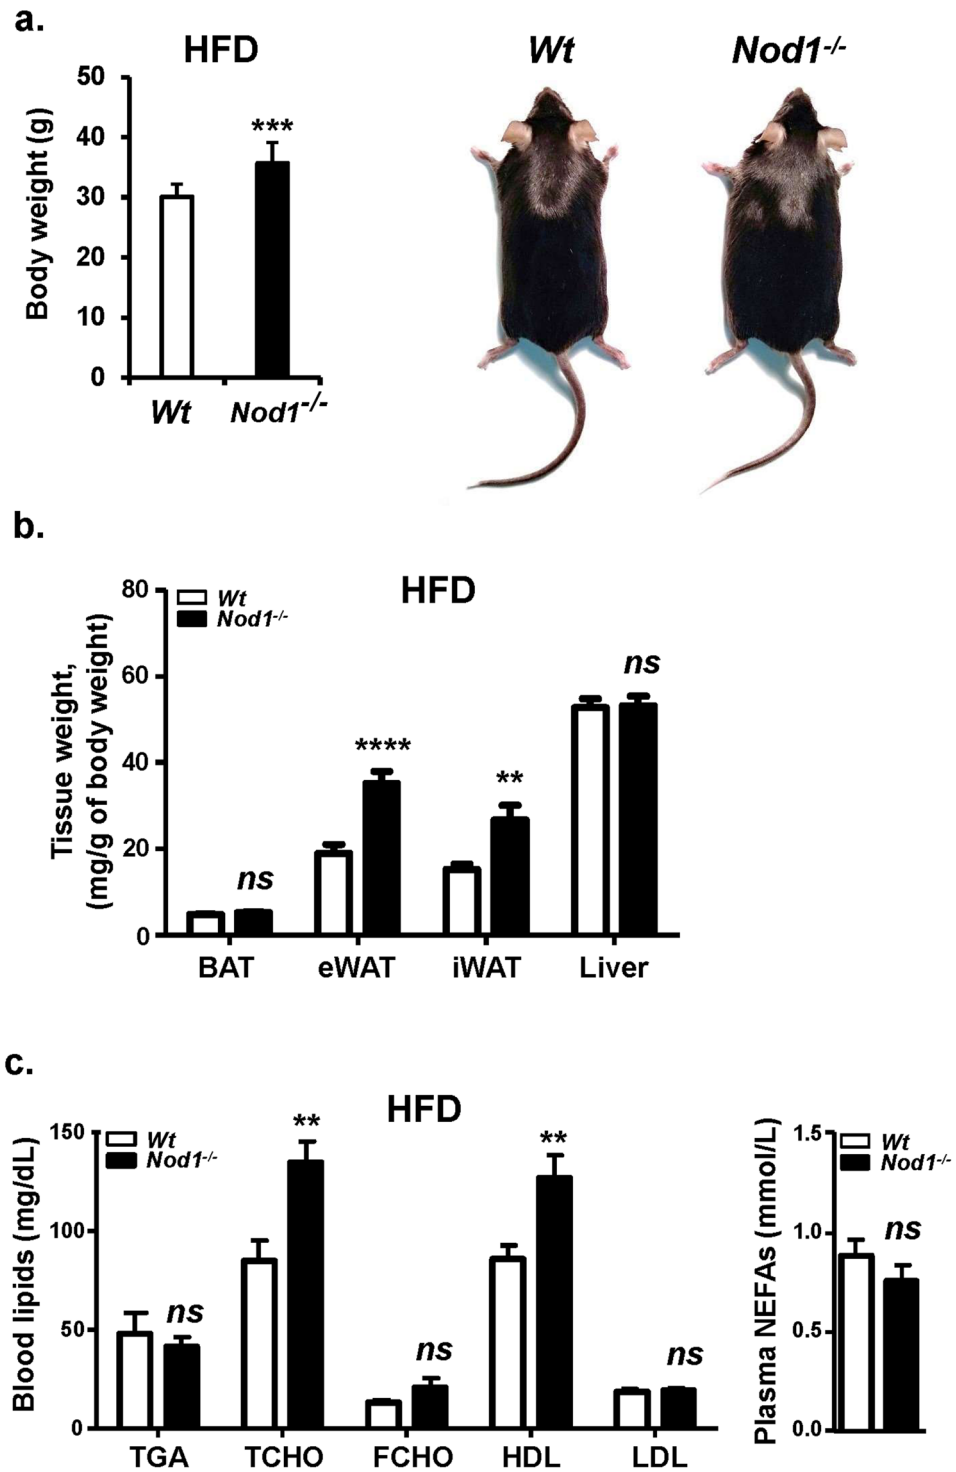 a.
HFD
Body weight (g)
50
40
30
20
10
0
***
Wt
Nod1-/-
Wt
Nod1-/-
b.
HFD
Tissue weight,
(mg/g of body weight)
80
60
40
20
0
Wt
Nod1-/-
ns
****
**
ns
BAT
eWAT
iWAT
Liver
c.
HFD
Blood lipids (mg/dL)
150
100
50
0
Wt
Nod1-/-
ns
**
ns
**
ns
TGA
TCHO
FCHO
HDL
LDL
Plasma NEFAs (mmol/L)
1.5
1.0
0.5
0.0
Wt
Nod1-/-
ns